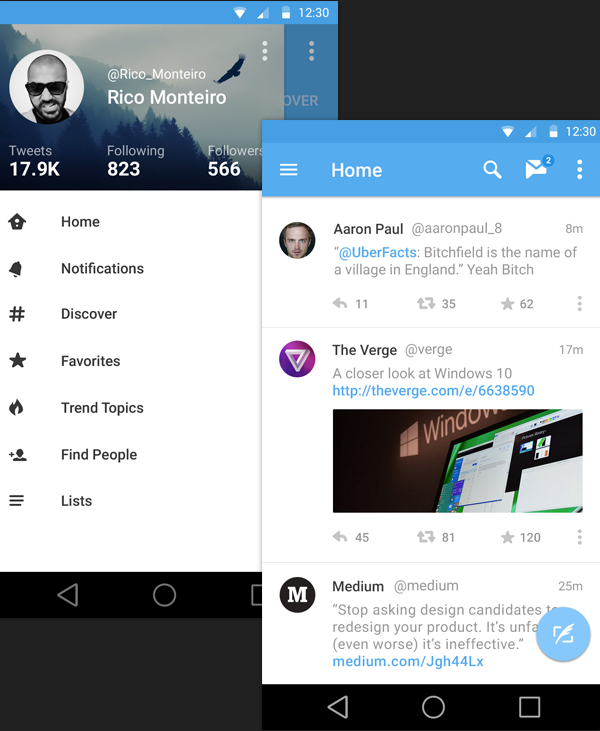 12:30
@Rico_Monteiro
Rico Monteiro
Tweets
17.9K
Following
823
Followers
566
OVER
Home
Notifications
Discover
Favorites
Trend Topics
Find People
Lists
12:30
Home
2
Aaron Paul @aaronpaul_8 8m
“@UberFacts: Bitchfield is the name of
a village in England.” Yeah Bitch
11 35 62
The Verge @verge 17m
A closer look at Windows 10
http://theverge.com/e/6638590
Windows
45 81 120
M
Medium @medium 25m
“Stop asking design candidates to
redesign your product. It’s unfa
(even worse) it’s ineffective.”
medium.com/Jgh44Lx